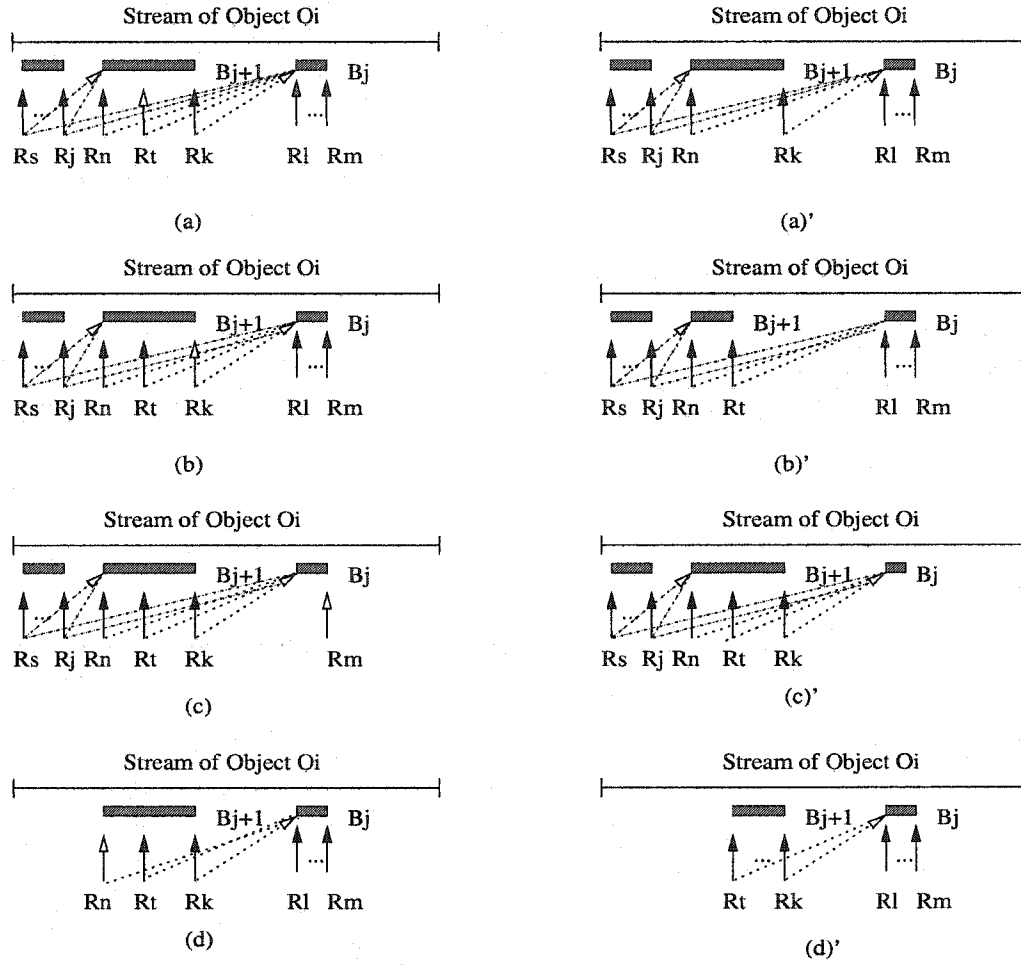 Stream of Object Oi
Bj+1 Bj
... ...
Rs Rj Rn Rt Rk Rl Rm
(a)
Stream of Object Oi
Bj+1 Bj
... ...
Rs Rj Rn Rk Rl Rm
(a)'
Stream of Object Oi
Bj+1 Bj
... ...
Rs Rj Rn Rt Rk Rl Rm
(b)
Stream of Object Oi
Bj+1 Bj
... ...
Rs Rj Rn Rt Rl Rm
(b)'
Stream of Object Oi
Bj+1 Bj
...
Rs Rj Rn Rt Rk Rm
(c)
Stream of Object Oi
Bj+1 Bj
...
Rs Rj Rn Rt Rk
(c)'
Stream of Object Oi
Bj+1 Bj
...
Rn Rt Rk Rl Rm
(d)
Stream of Object Oi
Bj+1 Bj
... ...
Rt Rk Rl Rm
(d)'